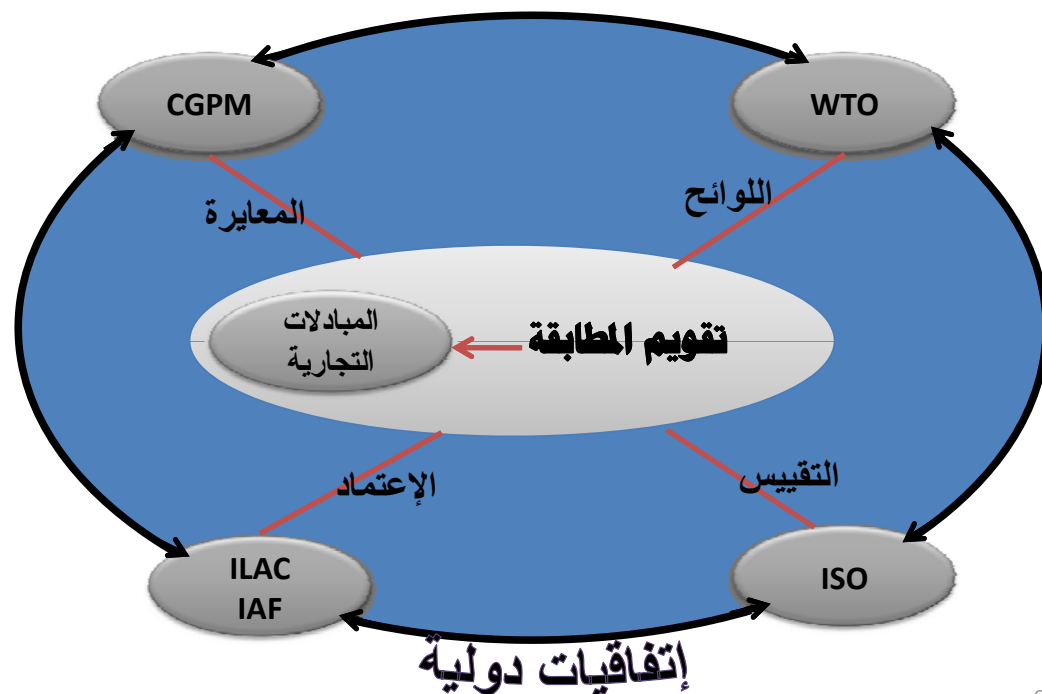 CGPM
WTO
المعايرة
اللوائح
المبادلات
التجارية
تقويم المطابقة
الإعتماد
التقييس
ILAC
IAF
ISO
إتفاقيات دولية